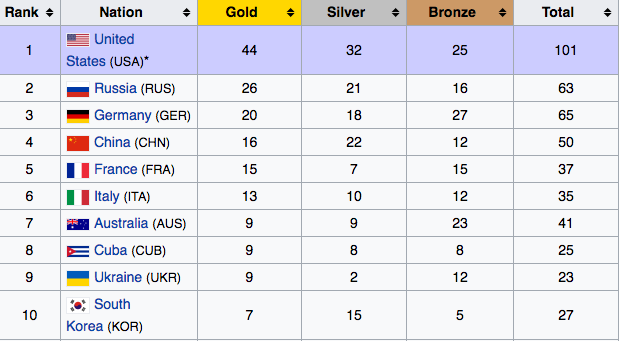 Rank Nation Gold Silver Bronze Total
1 United States (USA)* 44 32 25 101
2 Russia (RUS) 26 21 16 63
3 Germany (GER) 20 18 27 65
4 China (CHN) 16 22 12 50
5 France (FRA) 15 7 15 37
6 Italy (ITA) 13 10 12 35
7 Australia (AUS) 9 9 23 41
8 Cuba (CUB) 9 8 8 25
9 Ukraine (UKR) 9 2 12 23
10 South Korea (KOR) 7 15 5 27